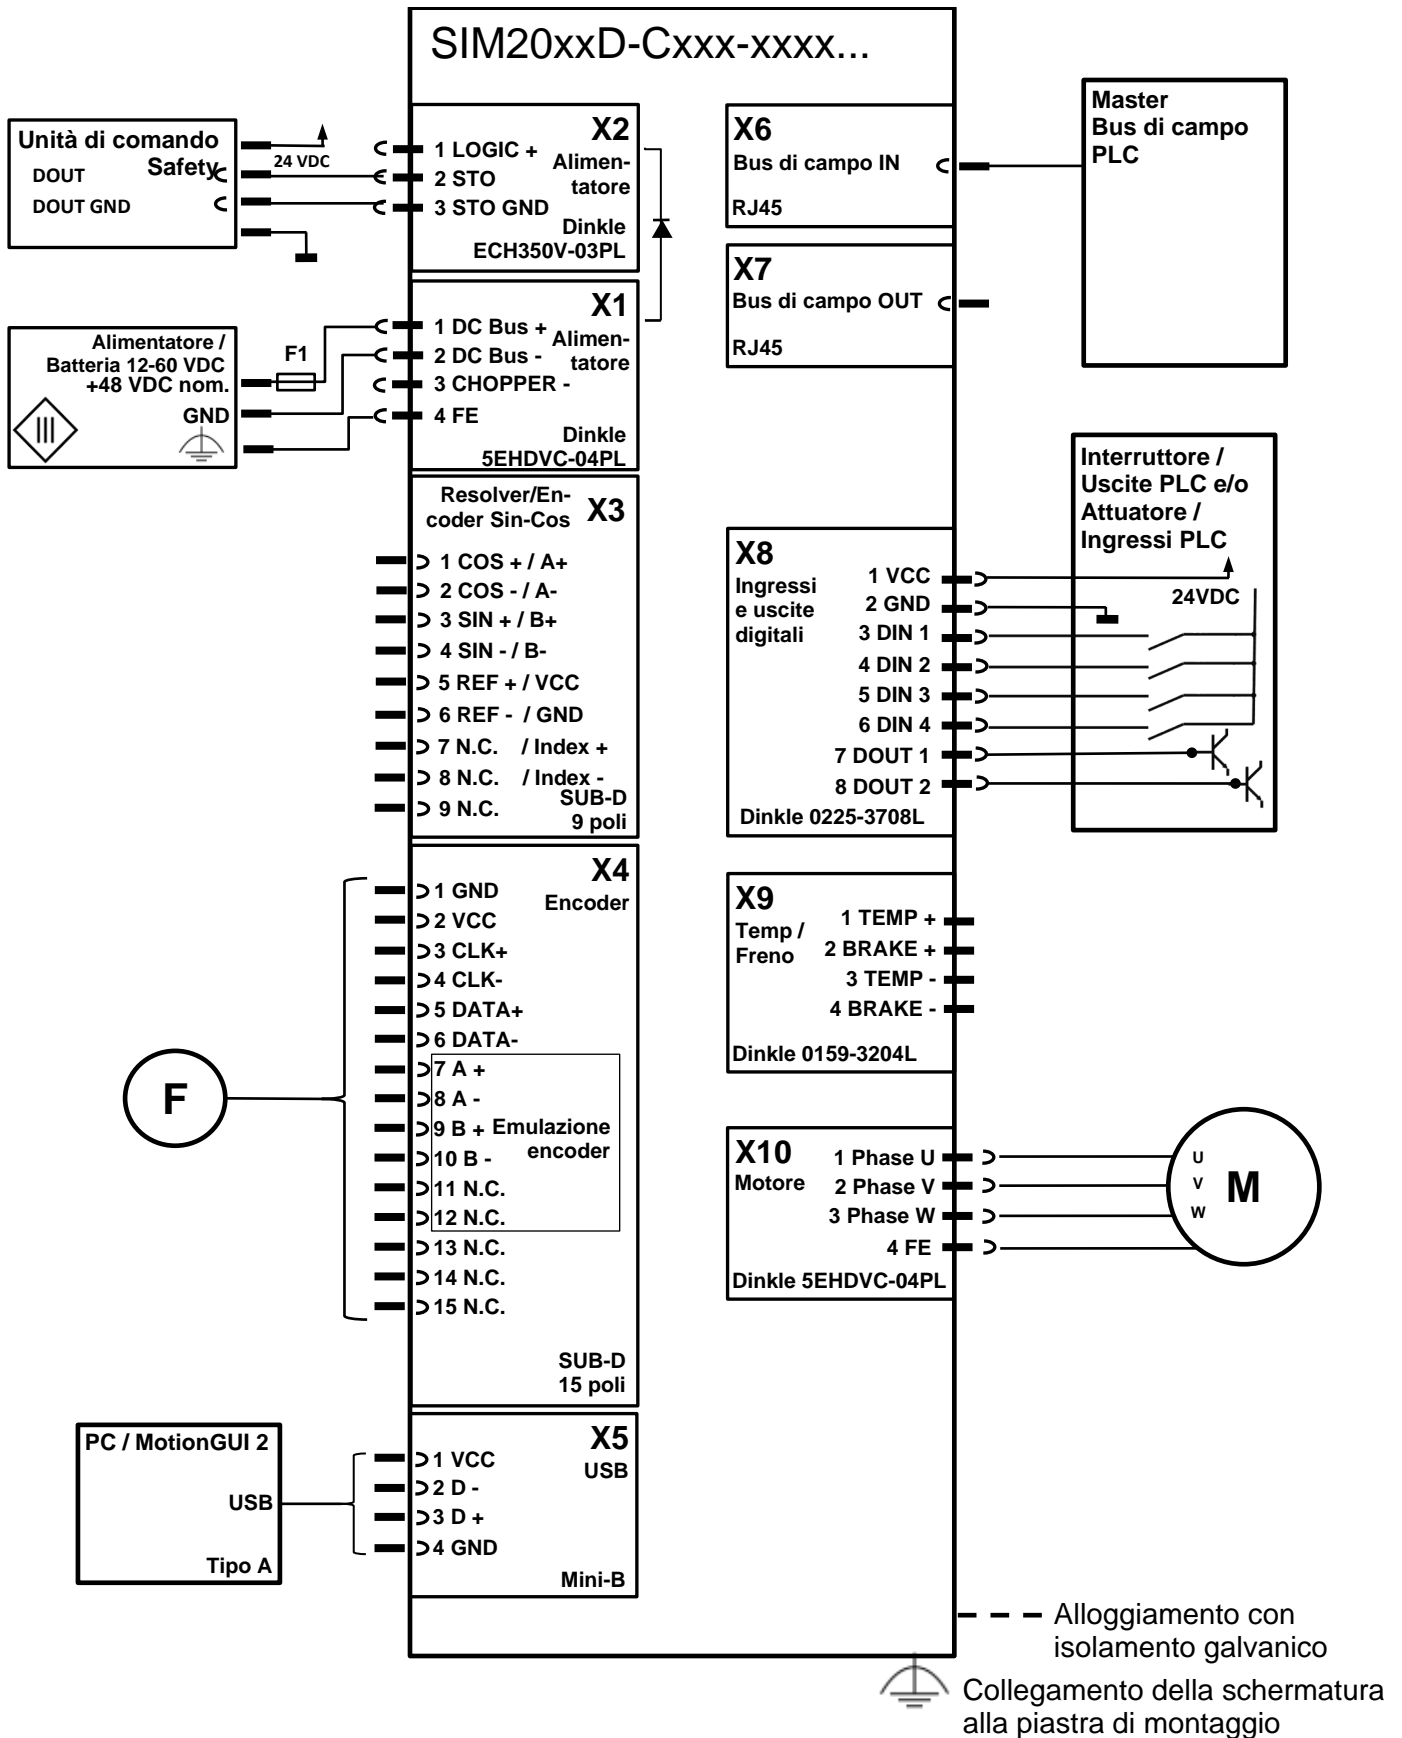 SIM20xxD-Cxxx-xxxx...
Unità di comando
Safety
DOUT
DOUT GND
24 VDC
X2
Alimen-
tatore
1 LOGIC +
2 STO
3 STO GND
Dinkle
ECH350V-03PL
Alimentatore /
Batteria 12-60 VDC
+48 VDC nom.
GND
III
F1
X1
Alimen-
tatore
1 DC Bus +
2 DC Bus -
3 CHOPPER -
4 FE
Dinkle
5EHDVC-04PL
Resolver/En-
coder Sin-Cos
X3
1 COS + / A+
2 COS - / A-
3 SIN + / B+
4 SIN - / B-
5 REF + / VCC
6 REF - / GND
7 N.C. / Index +
8 N.C. / Index -
9 N.C.
SUB-D
9 poli
F
X4
Encoder
1 GND
2 VCC
3 CLK+
4 CLK-
5 DATA+
6 DATA-
7 A +
8 A -
9 B +
10 B -
11 N.C.
12 N.C.
Emulazione
encoder
13 N.C.
14 N.C.
15 N.C.
SUB-D
15 poli
PC / MotionGUI 2
USB
Tipo A
X5
USB
1 VCC
2 D -
3 D +
4 GND
Mini-B
X6
Bus di campo IN
RJ45
Master
Bus di campo
PLC
X7
Bus di campo OUT
RJ45
X8
Ingressi
e uscite
digitali
1 VCC
2 GND
3 DIN 1
4 DIN 2
5 DIN 3
6 DIN 4
7 DOUT 1
8 DOUT 2
Dinkle 0225-3708L
Interruttore /
Uscite PLC e/o
Attuatore /
Ingressi PLC
24VDC
X9
Temp /
Freno
1 TEMP +
2 BRAKE +
3 TEMP -
4 BRAKE -
Dinkle 0159-3204L
X10
Motore
1 Phase U
2 Phase V
3 Phase W
4 FE
Dinkle 5EHDVC-04PL
U
V
W
M
Alloggiamento con
isolamento galvanico
Collegamento della schermatura
alla piastra di montaggio